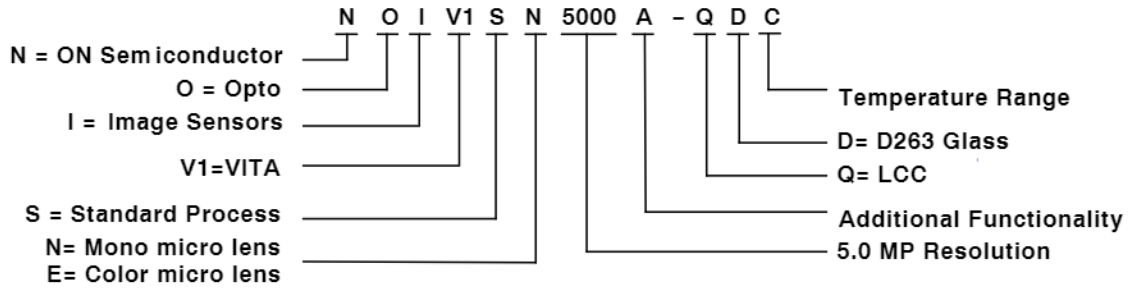 N O I V1 S N 5000 A - Q D C
N = ON Semiconductor
O = Opto
I = Image Sensors
V1=VITA
S = Standard Process
N= Mono micro lens
E= Color micro lens
Temperature Range
D= D263 Glass
Q= LCC
Additional Functionality
5.0 MP Resolution